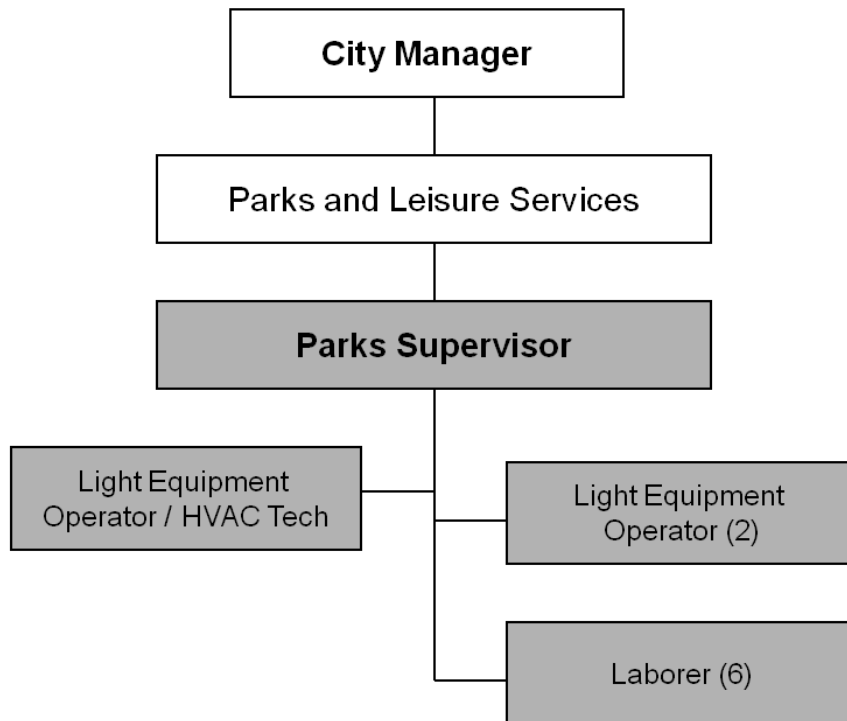 City Manager
Parks and Leisure Services
Parks Supervisor
Light Equipment
Operator / HVAC Tech
Light Equipment
Operator (2)
Laborer (6)